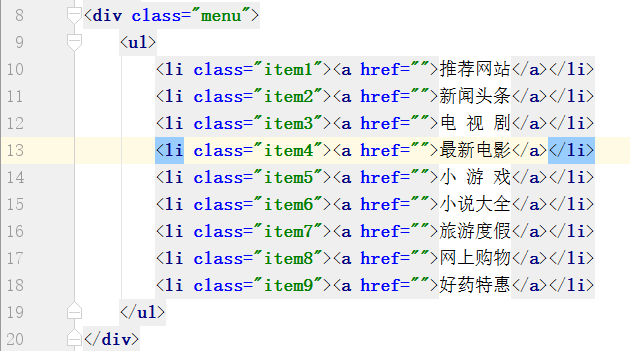 8 <div class="menu">
9 <ul>
10 <li class="item1"><a href="">推荐网站</a></li>
11 <li class="item2"><a href="">新闻头条</a></li>
12 <li class="item3"><a href="">电 视 剧</a></li>
13 <li class="item4"><a href="">最新电影</a></li>
14 <li class="item5"><a href="">小 游 戏</a></li>
15 <li class="item6"><a href="">小说大全</a></li>
16 <li class="item7"><a href="">旅游度假</a></li>
17 <li class="item8"><a href="">网上购物</a></li>
18 <li class="item9"><a href="">好药特惠</a></li>
19 </ul>
20 </div>